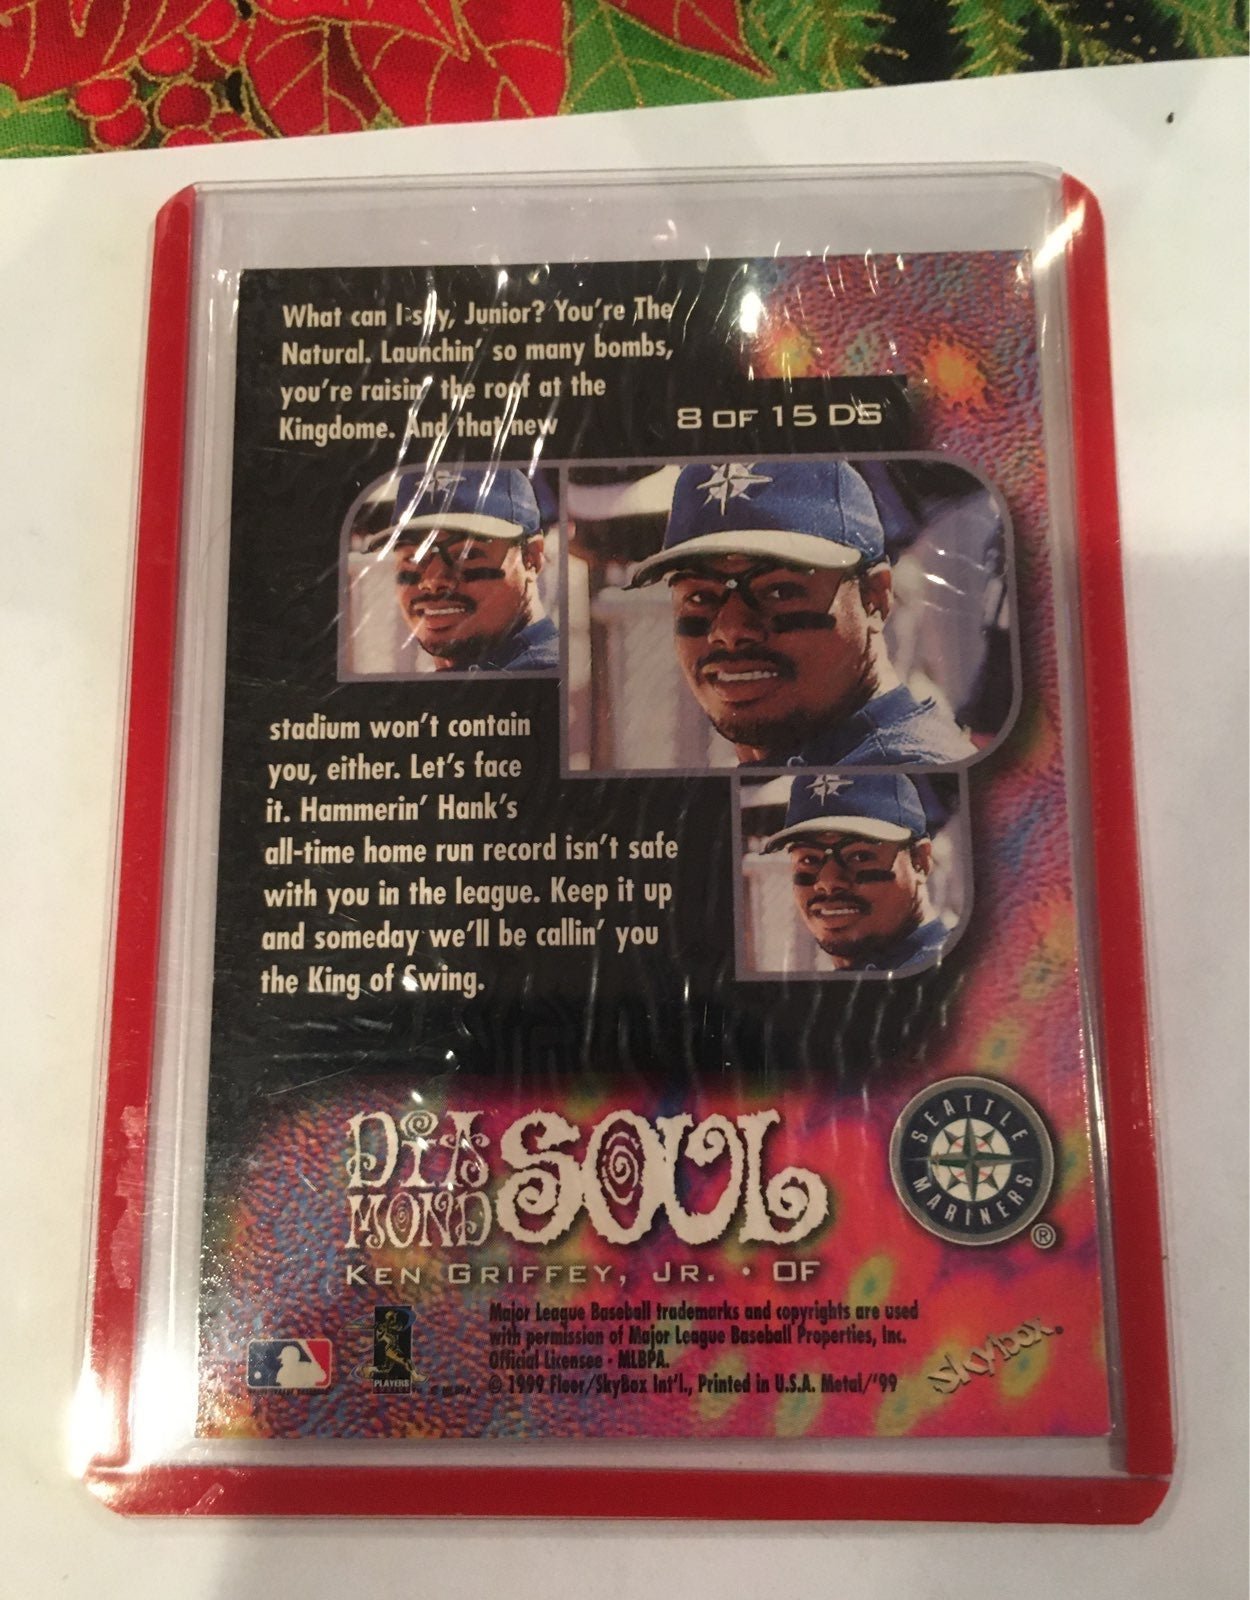 What can I say, Junior? You're The
Natural. Launchin' so many bombs,
you're raisin' the roof at the
Kingdome. And that new
8 OF 15 DS
stadium won't contain
you, either. Let's face
it. Hammerin' Hank's
all-time home run record isn't safe
with you in the league. Keep it up
and someday we'll be callin' you
the King of Swing.
DIA
MOND
SOUL
SEATTLE
MARINERS
®
KEN GRIFFEY, JR. • OF
Major League Baseball trademarks and copyrights are used
with permission of Major League Baseball Properties, Inc.
Official Licensee - MLBPA.
© 1999 Fleer/SkyBox Int'l., Printed in U.S.A. Metal/'99
PLAYERS
© MLBPA
Skybox